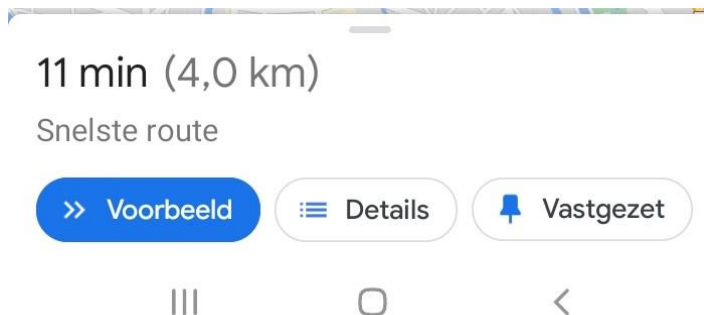 11 min (4,0 km)
Snelste route
Voorbeeld Details Vastgezet